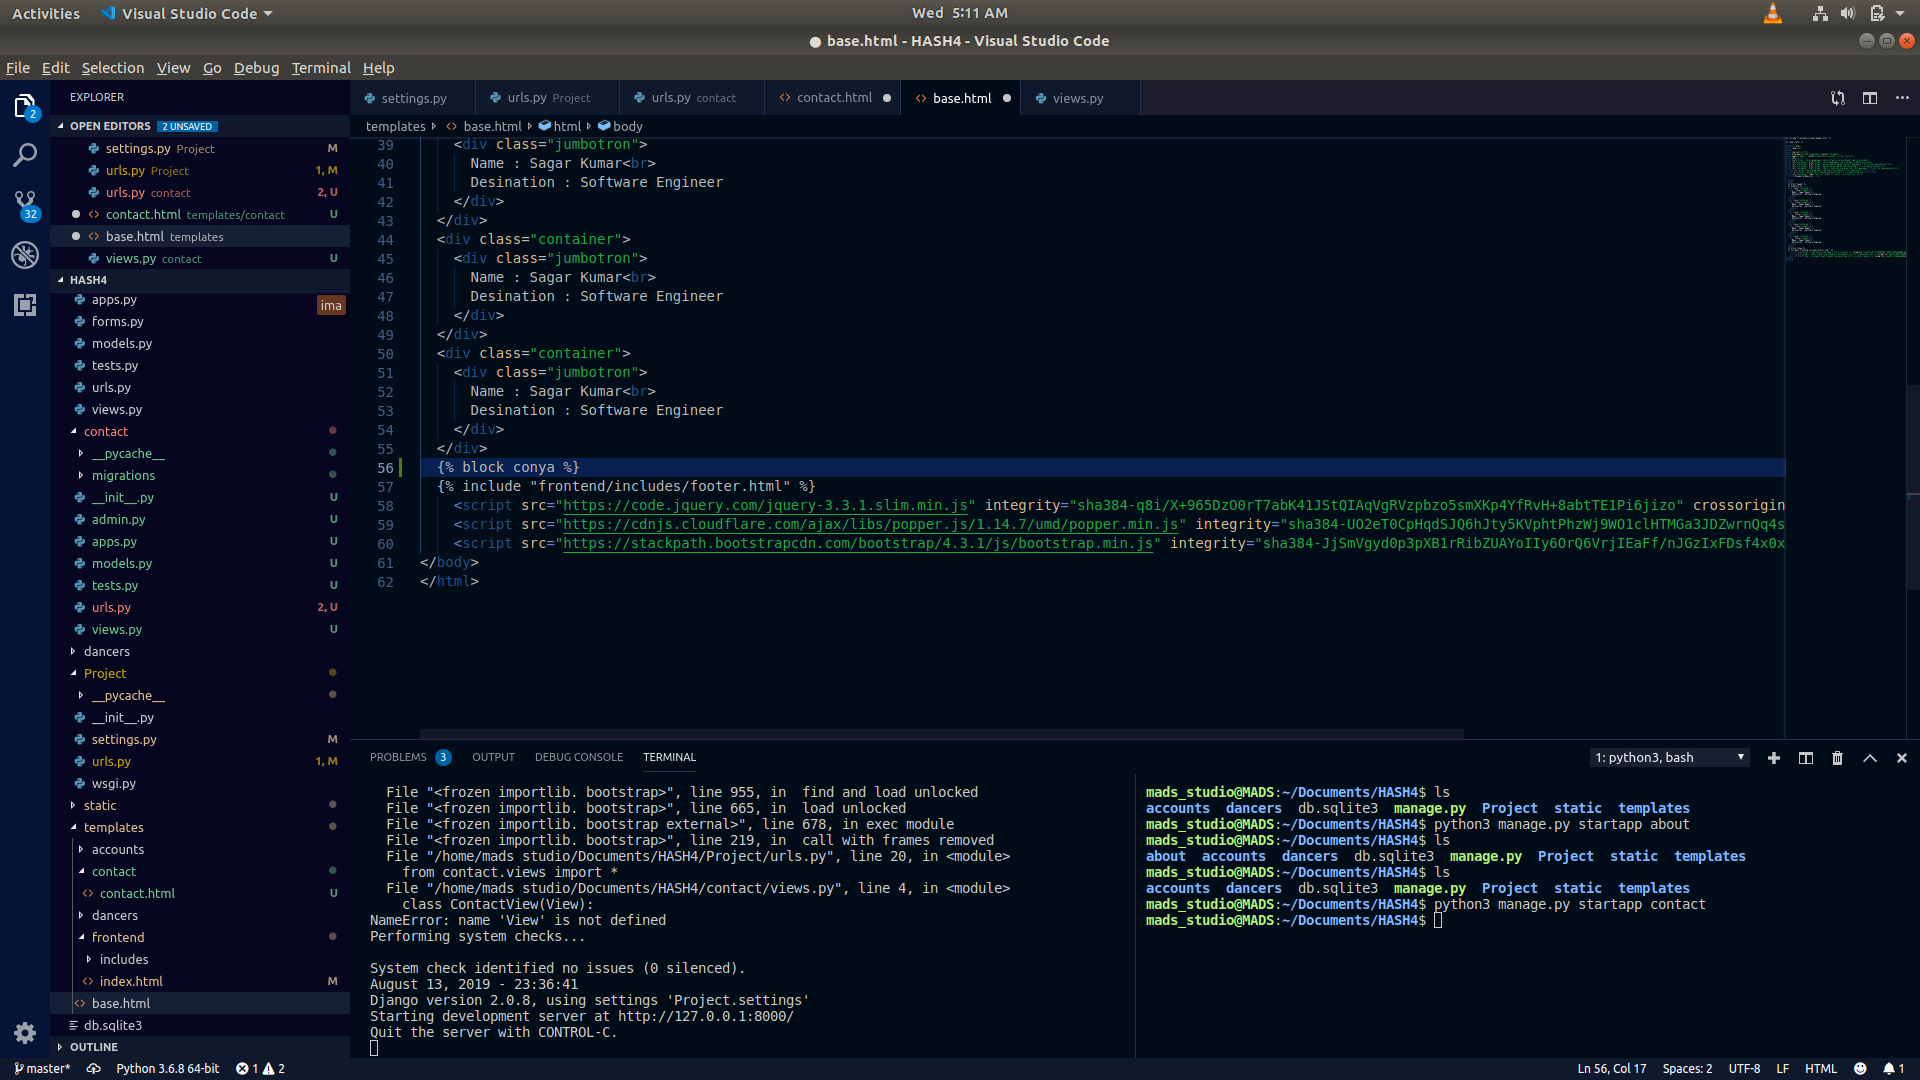 Activities Visual Studio Code Wed 5:11 AM
● base.html - HASH4 - Visual Studio Code
File Edit Selection View Go Debug Terminal Help
EXPLORER
OPEN EDITORS 2 UNSAVED
settings.py Project M
urls.py Project 1, M
urls.py contact 2, U
contact.html templates/contact U
base.html templates
views.py contact U
HASH4
apps.py
ima
forms.py
models.py
tests.py
urls.py
views.py
contact
__pycache__
migrations
__init__.py U
admin.py U
apps.py U
models.py U
tests.py U
urls.py 2, U
views.py U
dancers
Project
__pycache__
__init__.py
settings.py M
urls.py 1, M
wsgi.py
static
templates
accounts
contact
contact.html U
dancers
frontend
includes
index.html M
base.html
db.sqlite3
OUTLINE
2
32
settings.py urls.py Project urls.py contact contact.html base.html views.py
templates base.html html body
39 <div class="jumbotron">
40 Name : Sagar Kumar<br>
41 Desination : Software Engineer
42 </div>
43 </div>
44 <div class="container">
45 <div class="jumbotron">
46 Name : Sagar Kumar<br>
47 Desination : Software Engineer
48 </div>
49 </div>
50 <div class="container">
51 <div class="jumbotron">
52 Name : Sagar Kumar<br>
53 Desination : Software Engineer
54 </div>
55 </div>
56 {% block conya %}
57 {% include "frontend/includes/footer.html" %}
58 <script src="https://code.jquery.com/jquery-3.3.1.slim.min.js" integrity="sha384-q8i/X+965DzO0rT7abK41JStQIAqVgRVzpbzo5smXKp4YfRvH+8abtTE1Pi6jizo" crossorigin
59 <script src="https://cdnjs.cloudflare.com/ajax/libs/popper.js/1.14.7/umd/popper.min.js" integrity="sha384-UO2eT0CpHqdSJQ6hJty5KVphtPhzWj9WO1clHTMGa3JDZwrnQq4s
60 <script src="https://stackpath.bootstrapcdn.com/bootstrap/4.3.1/js/bootstrap.min.js" integrity="sha384-JjSmVgyd0p3pXB1rRibZUAYoIIy6OrQ6VrjIEaFf/nJGzIxFDsf4x0x
61 </body>
62 </html>
PROBLEMS 3 OUTPUT DEBUG CONSOLE TERMINAL 1: python3, bash
File "<frozen importlib. bootstrap>", line 955, in find and load unlocked
File "<frozen importlib. bootstrap>", line 665, in load unlocked
File "<frozen importlib. bootstrap external>", line 678, in exec module
File "<frozen importlib. bootstrap>", line 219, in call with frames removed
File "/home/mads studio/Documents/HASH4/Project/urls.py", line 20, in <module>
from contact.views import *
File "/home/mads studio/Documents/HASH4/contact/views.py", line 4, in <module>
class ContactView(View):
NameError: name 'View' is not defined
Performing system checks...
System check identified no issues (0 silenced).
August 13, 2019 - 23:36:41
Django version 2.0.8, using settings 'Project.settings'
Starting development server at http://127.0.0.1:8000/
Quit the server with CONTROL-C.
mads_studio@MADS:~/Documents/HASH4$ ls
accounts dancers db.sqlite3 manage.py Project static templates
mads_studio@MADS:~/Documents/HASH4$ python3 manage.py startapp about
mads_studio@MADS:~/Documents/HASH4$ ls
about accounts dancers db.sqlite3 manage.py Project static templates
mads_studio@MADS:~/Documents/HASH4$ ls
accounts dancers db.sqlite3 manage.py Project static templates
mads_studio@MADS:~/Documents/HASH4$ python3 manage.py startapp contact
mads_studio@MADS:~/Documents/HASH4$
master* Python 3.6.8 64-bit 1 2 Ln 56, Col 17 Spaces: 2 UTF-8 LF HTML 1